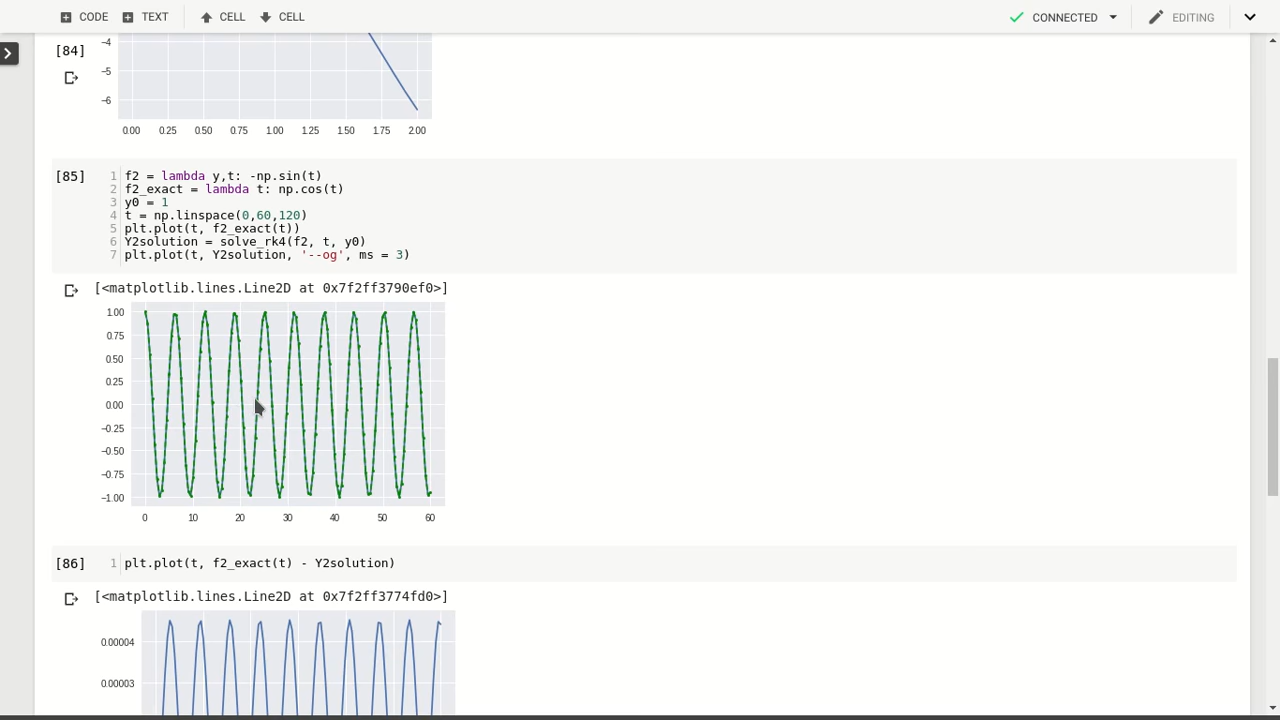 CODE TEXT CELL CELL CONNECTED EDITING
[84]
−4
−5
−6
0.00 0.25 0.50 0.75 1.00 1.25 1.50 1.75 2.00
[85]
1 f2 = lambda y,t: -np.sin(t)
2 f2_exact = lambda t: np.cos(t)
3 y0 = 1
4 t = np.linspace(0,60,120)
5 plt.plot(t, f2_exact(t))
6 Y2solution = solve_rk4(f2, t, y0)
7 plt.plot(t, Y2solution, '--og', ms = 3)
[<matplotlib.lines.Line2D at 0x7f2ff3790ef0>]
1.00
0.75
0.50
0.25
0.00
−0.25
−0.50
−0.75
−1.00
0 10 20 30 40 50 60
[86]
1 plt.plot(t, f2_exact(t) - Y2solution)
[<matplotlib.lines.Line2D at 0x7f2ff3774fd0>]
0.00004
0.00003